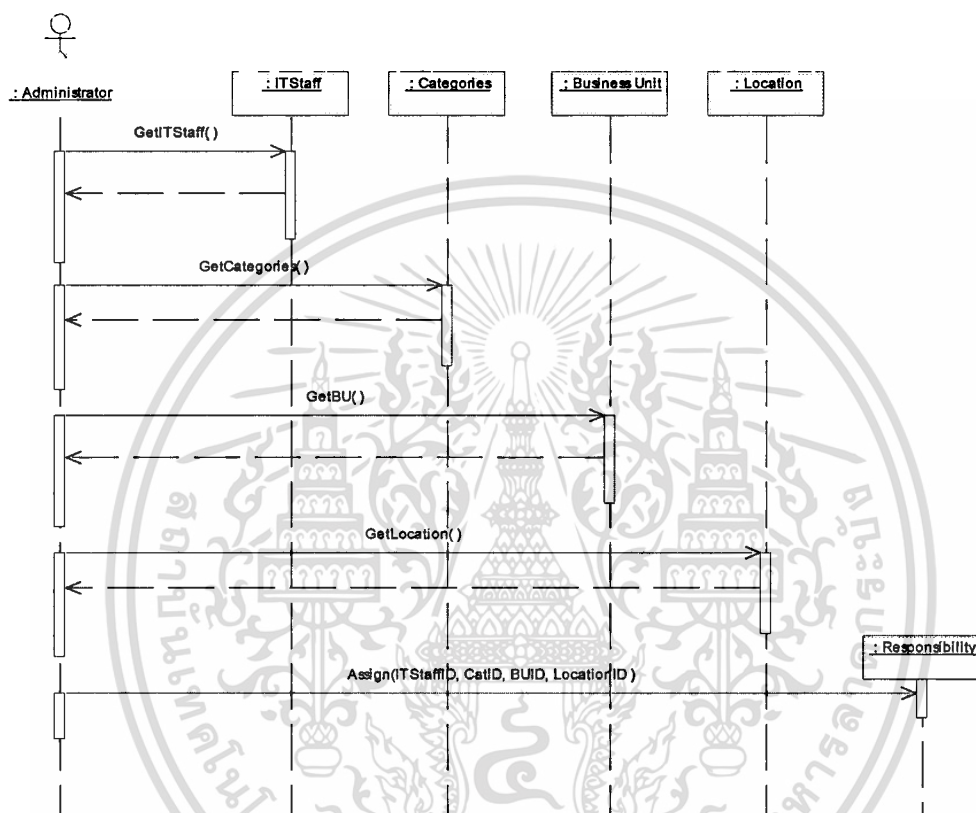 : Administrator
: ITStaff
: Categories
: Business Unit
: Location
GetITStaff( )
GetCategories( )
GetBU( )
GetLocation( )
: Responsibility
Assign(ITStaffID, CatID, BUID, LocationID )